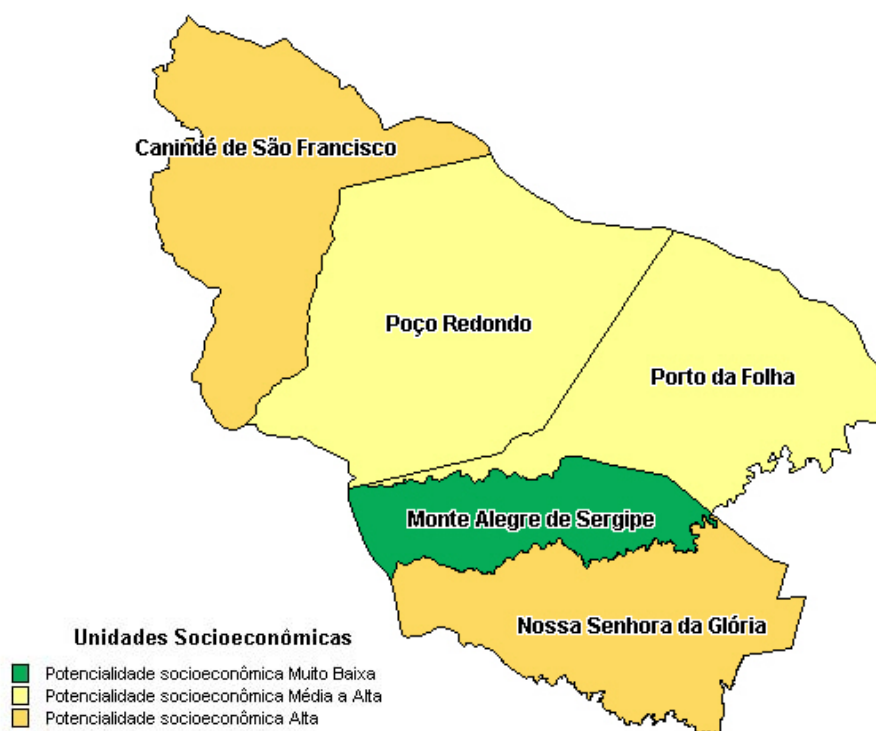 Canindé de São Francisco
Poço Redondo
Porto da Folha
Monte Alegre de Sergipe
Nossa Senhora da Glória
Unidades Socioeconômicas
Potencialidade socioeconômica Muito Baixa
Potencialidade socioeconômica Média a Alta
Potencialidade socioeconômica Alta